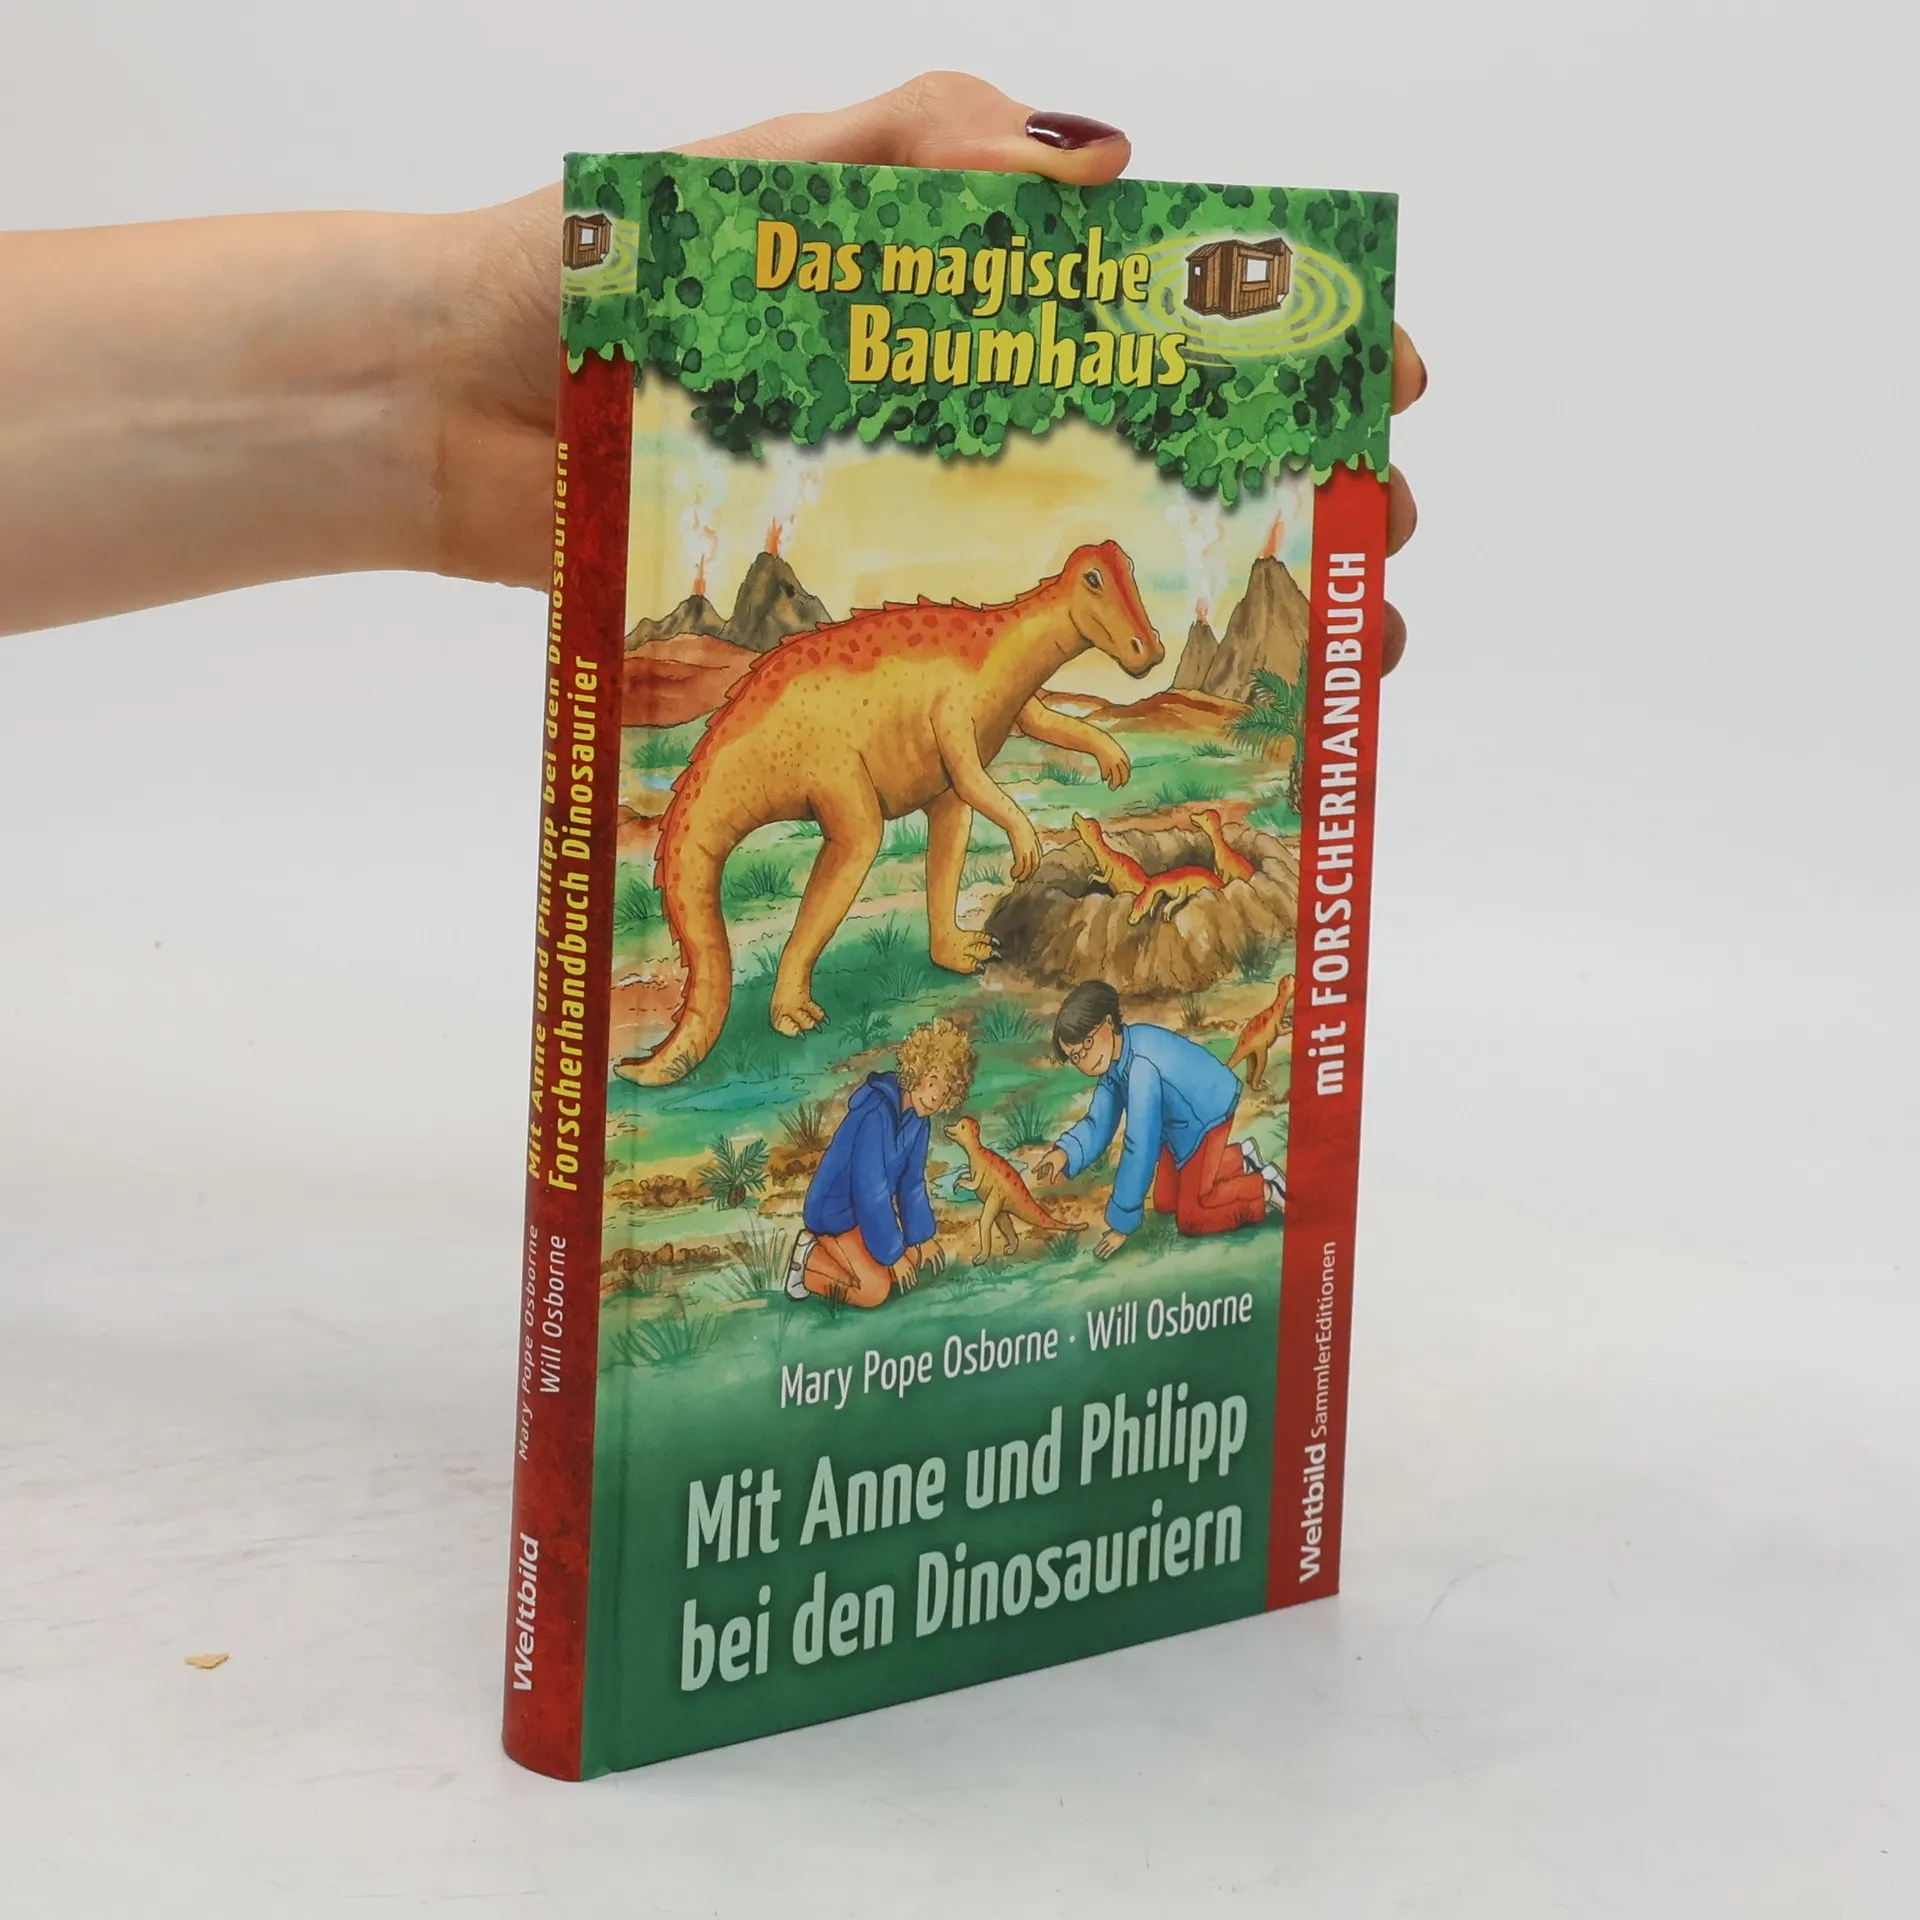 Das magische
Baumhaus
mit FORSCHERHANDBUCH
Mary Pope Osborne · Will Osborne
Mit Anne und Philipp
bei den Dinosauriern
Weltbild SammlerEditionen
Mit Anne und Philipp bei den Dinosauriern
Forscherhandbuch Dinosaurier
Mary Pope Osborne
Will Osborne
Weltbild